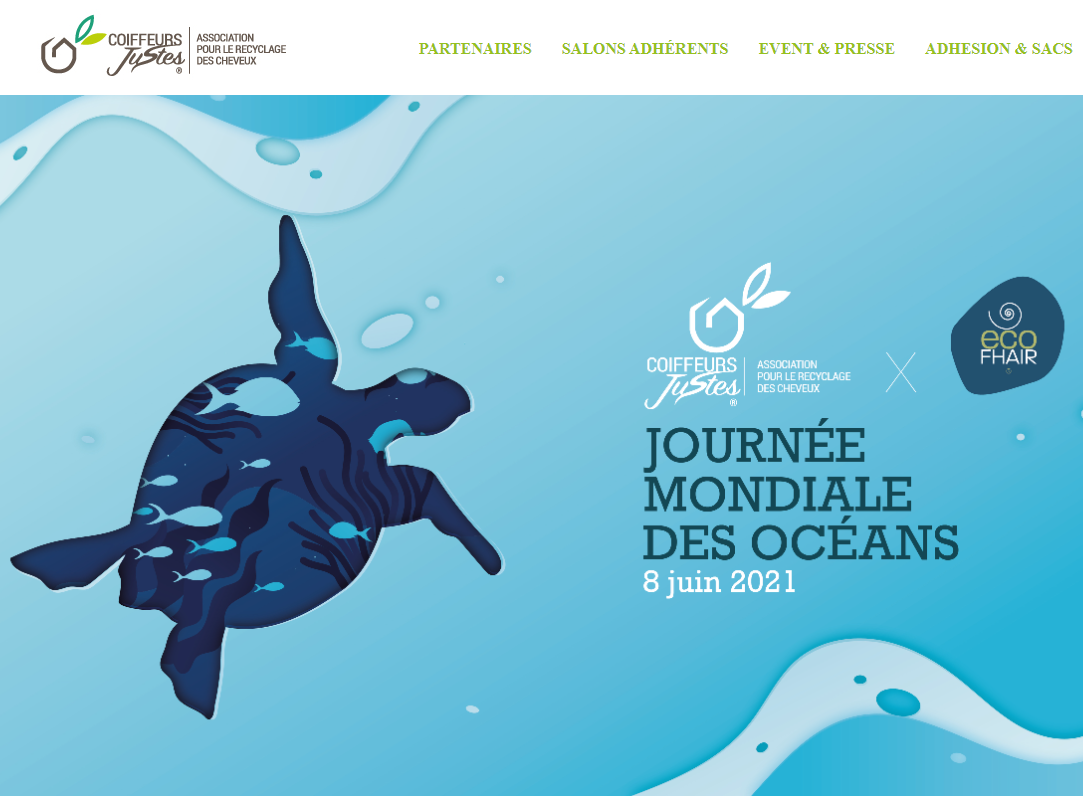 COIFFEURS
JuStes
®
ASSOCIATION
POUR LE RECYCLAGE
DES CHEVEUX
PARTENAIRES SALONS ADHÉRENTS EVENT & PRESSE ADHESION & SACS
COIFFEURS
JuStes
®
ASSOCIATION
POUR LE RECYCLAGE
DES CHEVEUX
eco
FHAIR
JOURNÉE
MONDIALE
DES OCÉANS
8 juin 2021